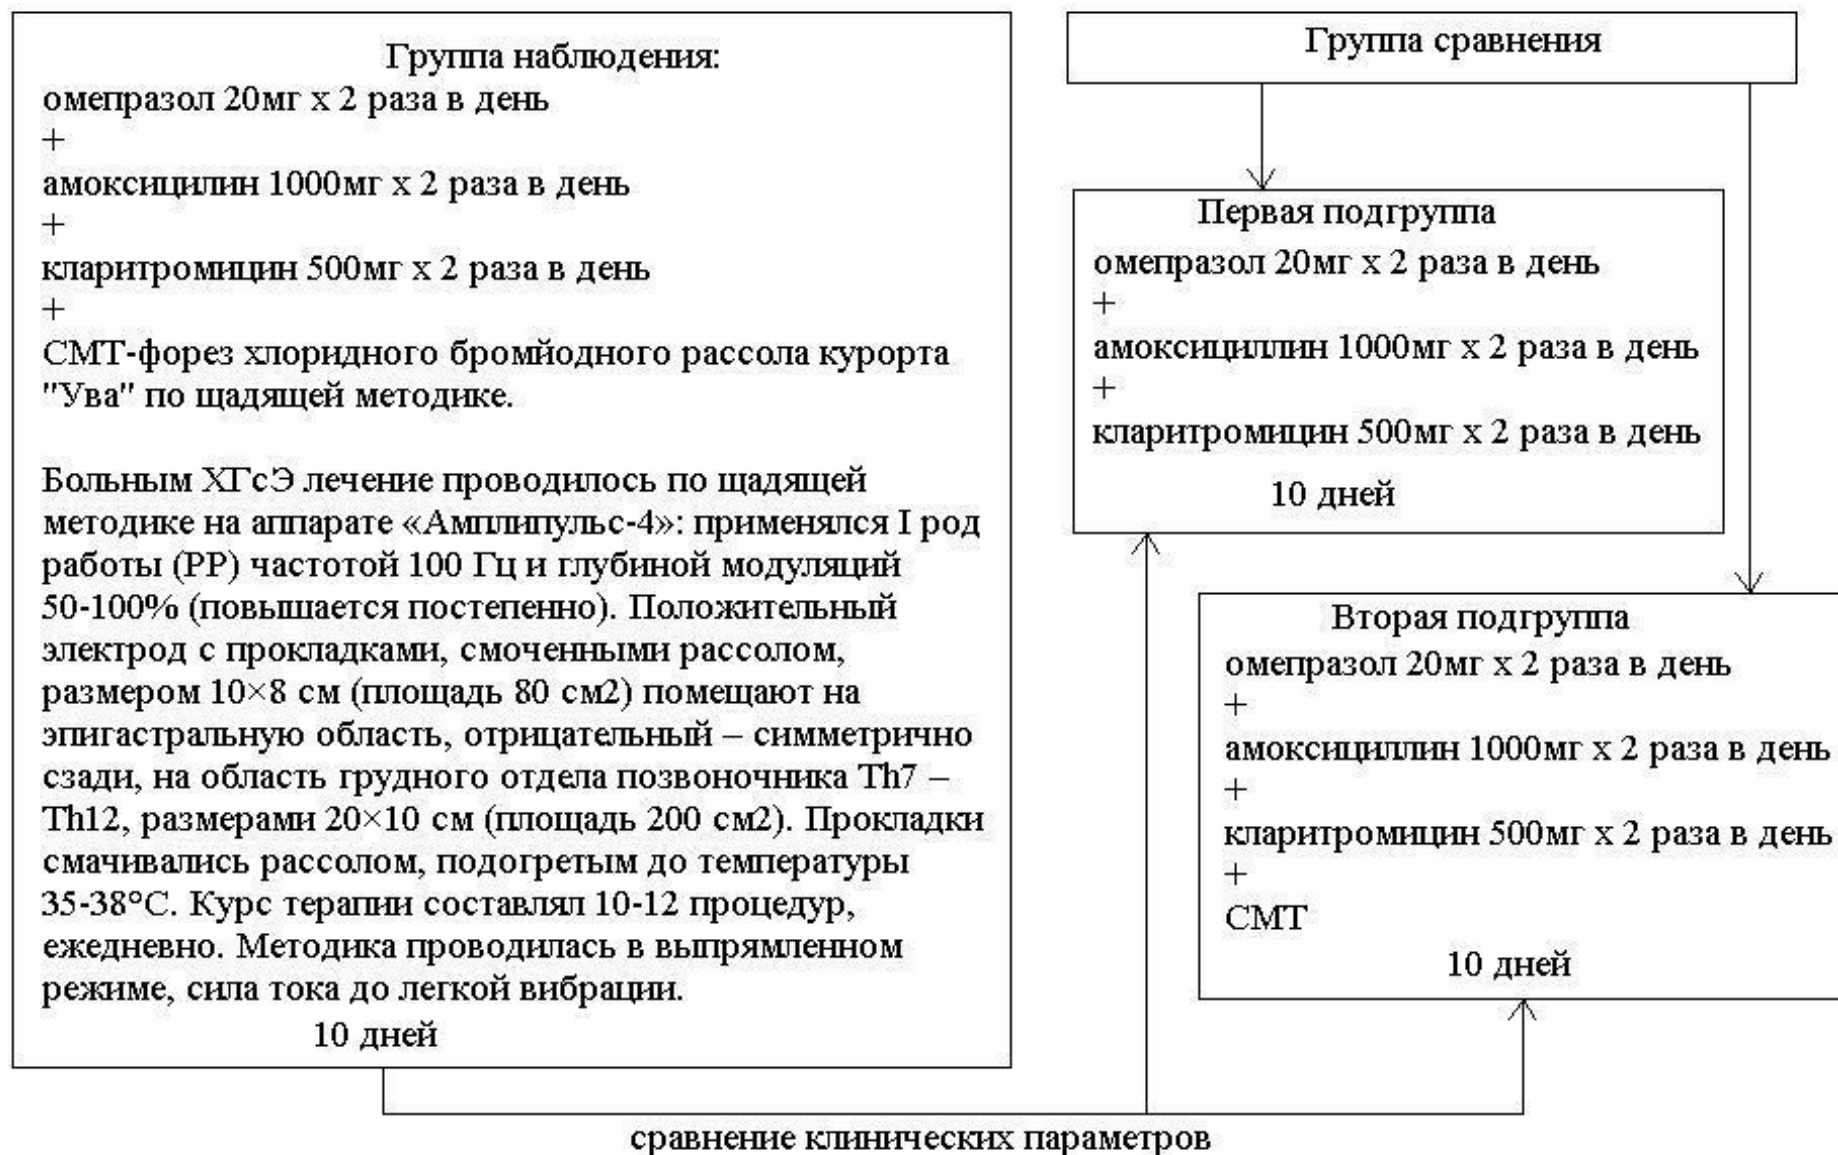 Группа наблюдения:
омепразол 20мг х 2 раза в день
+
амоксицилин 1000мг х 2 раза в день
+
кларитромицин 500мг х 2 раза в день
+
СМТ-форез хлоридного бромйодного рассола курорта
"Ува" по щадящей методике.
Больным ХГсЭ лечение проводилось по щадящей
методике на аппарате «Амплипульс-4»: применялся I род
работы (РР) частотой 100 Гц и глубиной модуляций
50-100% (повышается постепенно). Положительный
электрод с прокладками, смоченными рассолом,
размером 10×8 см (площадь 80 см2) помещают на
эпигастральную область, отрицательный – симметрично
сзади, на область грудного отдела позвоночника Th7 –
Th12, размерами 20×10 см (площадь 200 см2). Прокладки
смачивались рассолом, подогретым до температуры
35-38°С. Курс терапии составлял 10-12 процедур,
ежедневно. Методика проводилась в выпрямленном
режиме, сила тока до легкой вибрации.
10 дней
Группа сравнения
Первая подгруппа
омепразол 20мг х 2 раза в день
+
амоксициллин 1000мг х 2 раза в день
+
кларитромицин 500мг х 2 раза в день
10 дней
Вторая подгруппа
омепразол 20мг х 2 раза в день
+
амоксициллин 1000мг х 2 раза в день
+
кларитромицин 500мг х 2 раза в день
+
СМТ
10 дней
сравнение клинических параметров